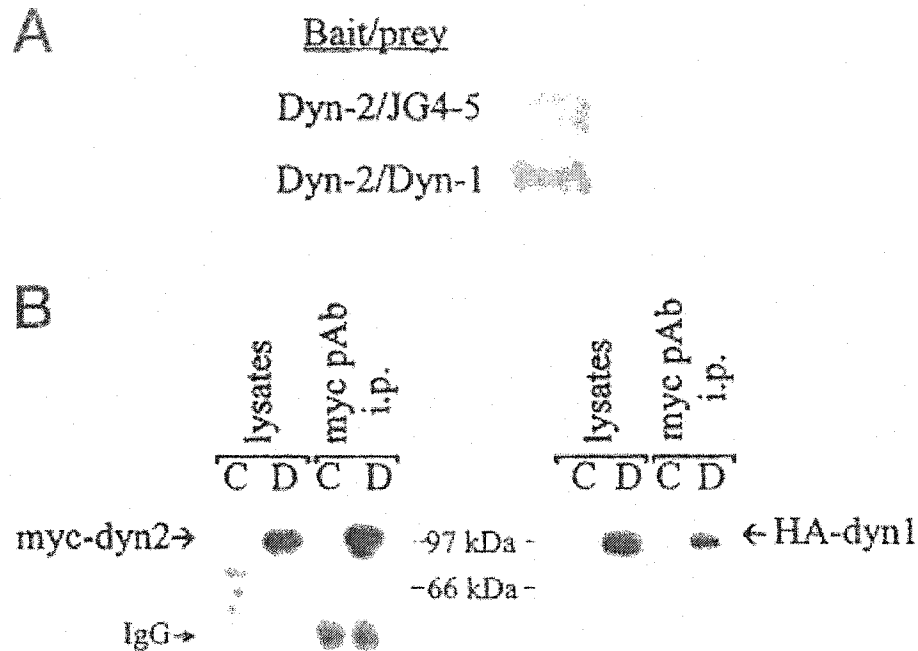 A
Bait/prey
Dyn-2/JG4-5
Dyn-2/Dyn-1
B
lysates
myc pAb
i.p.
lysates
myc pAb
i.p.
C D C D
C D C D
myc-dyn2→
-97 kDa -
←HA-dyn1
-66 kDa-
IgG→